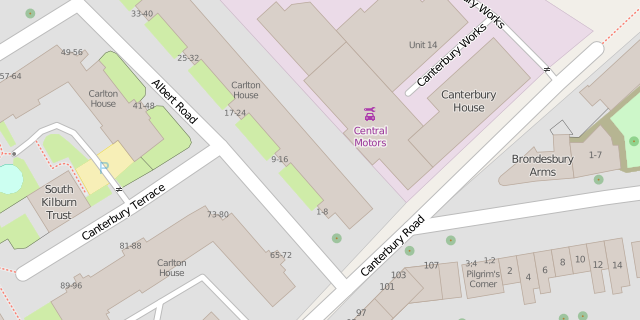 33-40
ury Works
49-56
Unit 14
25-32
Canterbury Works
57-64
Carlton
House
Albert Road
Carlton
House
Canterbury
House
41-48
17-24
Central
Motors
P
9-16
Brondesbury
Arms
1-7
South
Kilburn
Trust
Canterbury Terrace
73-80
1-8
Canterbury Road
81-88
65-72
Carlton
House
89-96
103
107
3;4
1;2
Pilgrim's
Corner
2
4
6
8
10
12
14
101
97